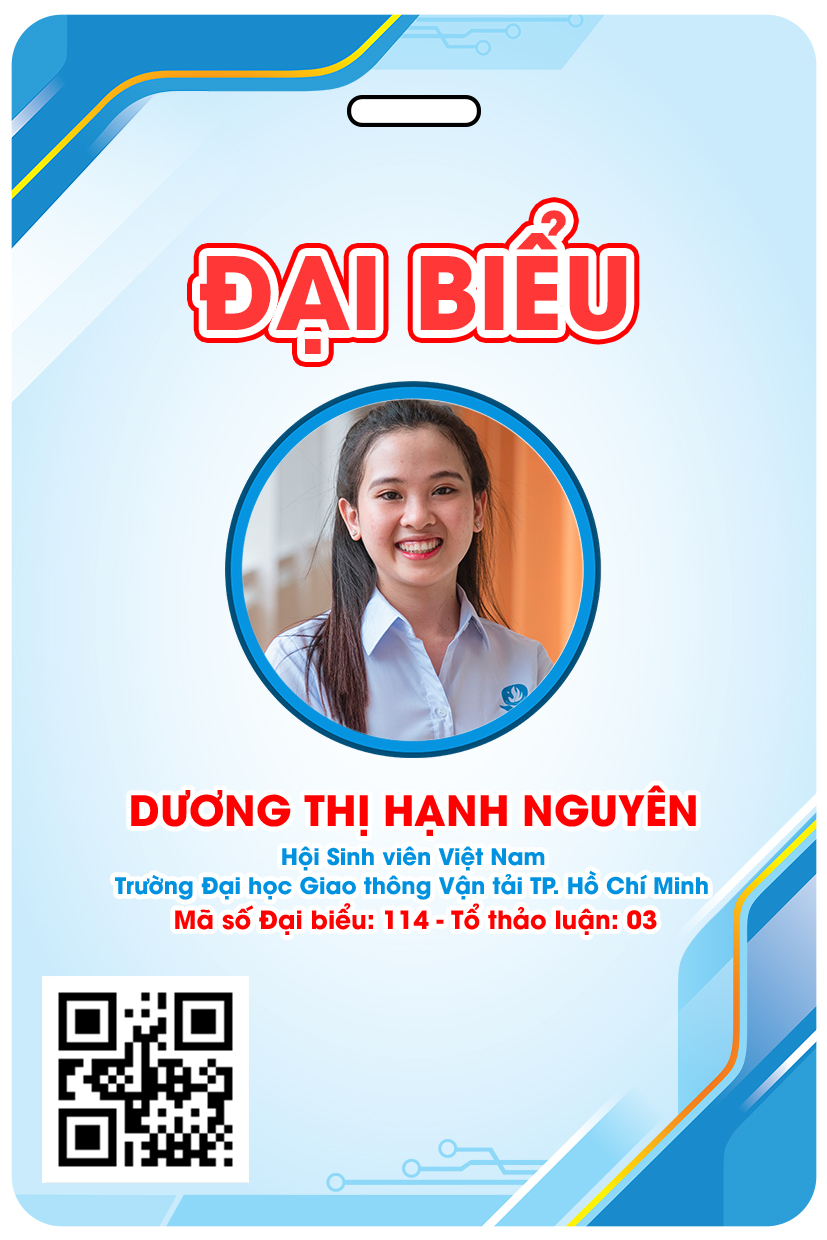 ĐẠI BIỂU
DƯƠNG THỊ HẠNH NGUYÊN
Hội Sinh viên Việt Nam
Trường Đại học Giao thông Vận tải TP. Hồ Chí Minh
Mã số Đại biểu: 114 - Tổ thảo luận: 03